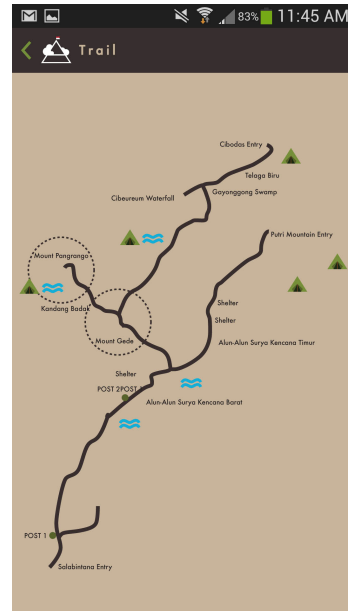 83% 11:45 AM
Trail
Cibodas Entry
Telaga Biru
Gayonggong Swamp
Cibeureum Waterfall
Putri Mountain Entry
Mount Pangrango
Kandang Badak
Shelter
Shelter
Mount Gede
Alun-Alun Surya Kencana Timur
Shelter
POST 2POST
Alun-Alun Surya Kencana Barat
POST 1
Salabintana Entry